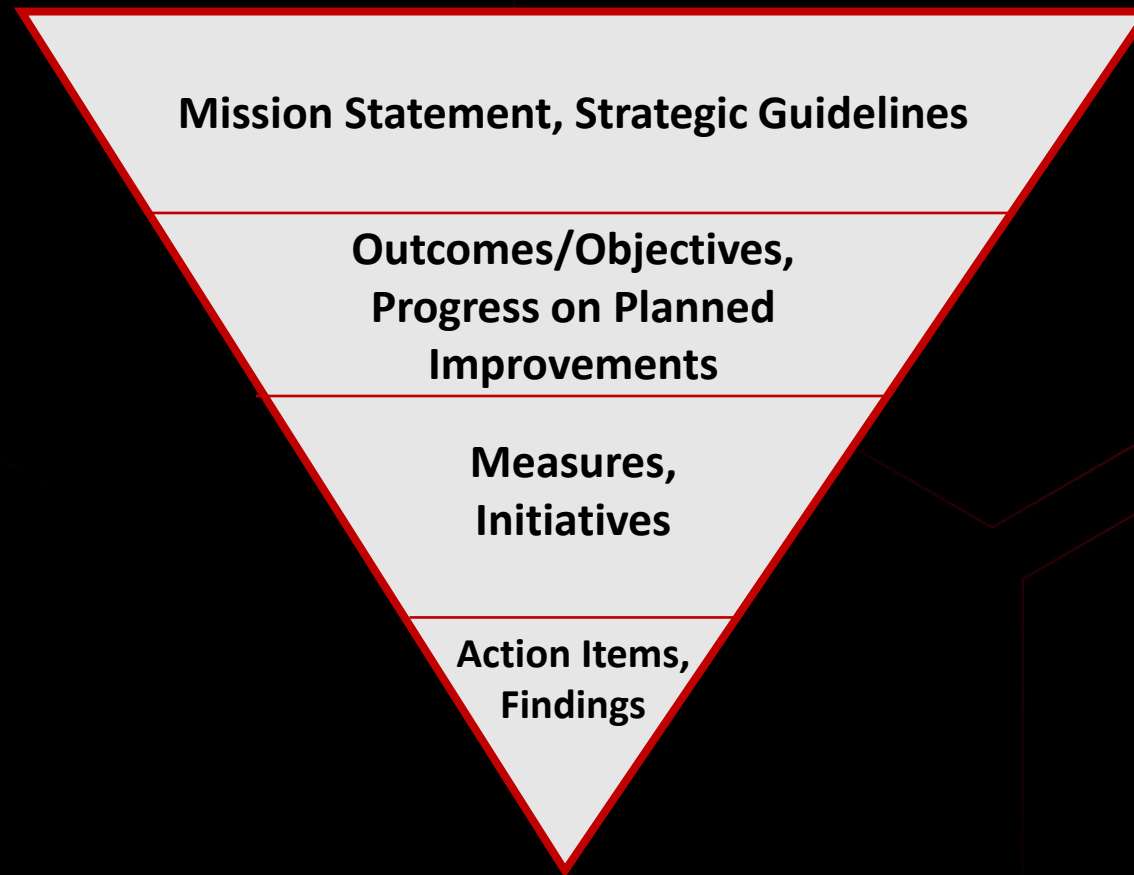 Mission Statement, Strategic Guidelines
Outcomes/Objectives,
Progress on Planned
Improvements
Measures,
Initiatives
Action Items,
Findings